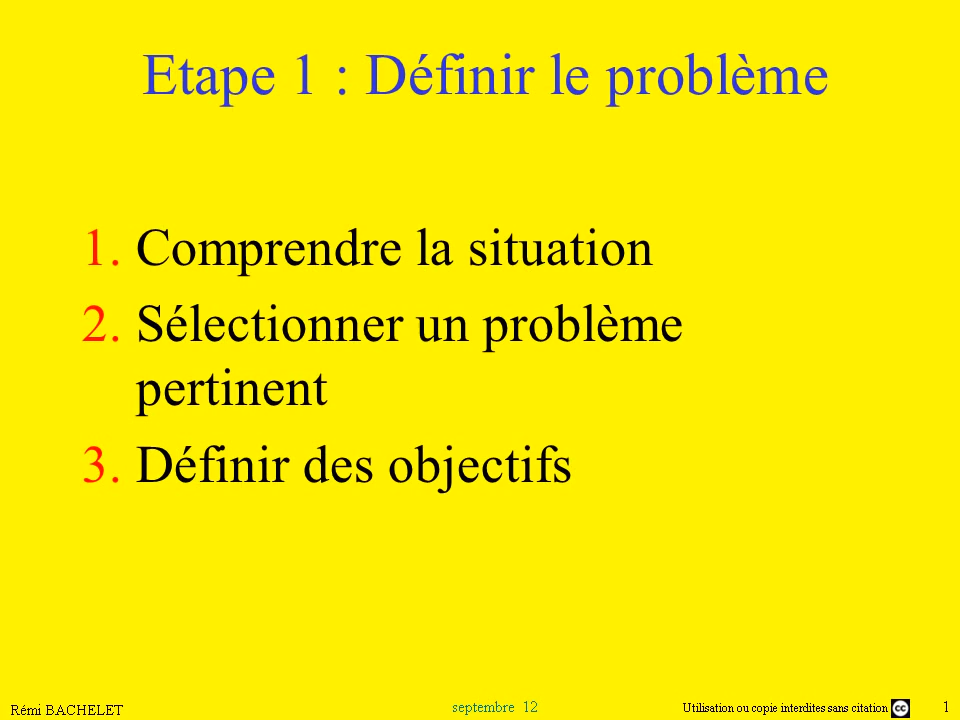 Etape 1 : Définir le problème
1. Comprendre la situation
2. Sélectionner un problème
pertinent
3. Définir des objectifs
Rémi BACHELET
septembre 12
Utilisation ou copie interdites sans citation cc
1